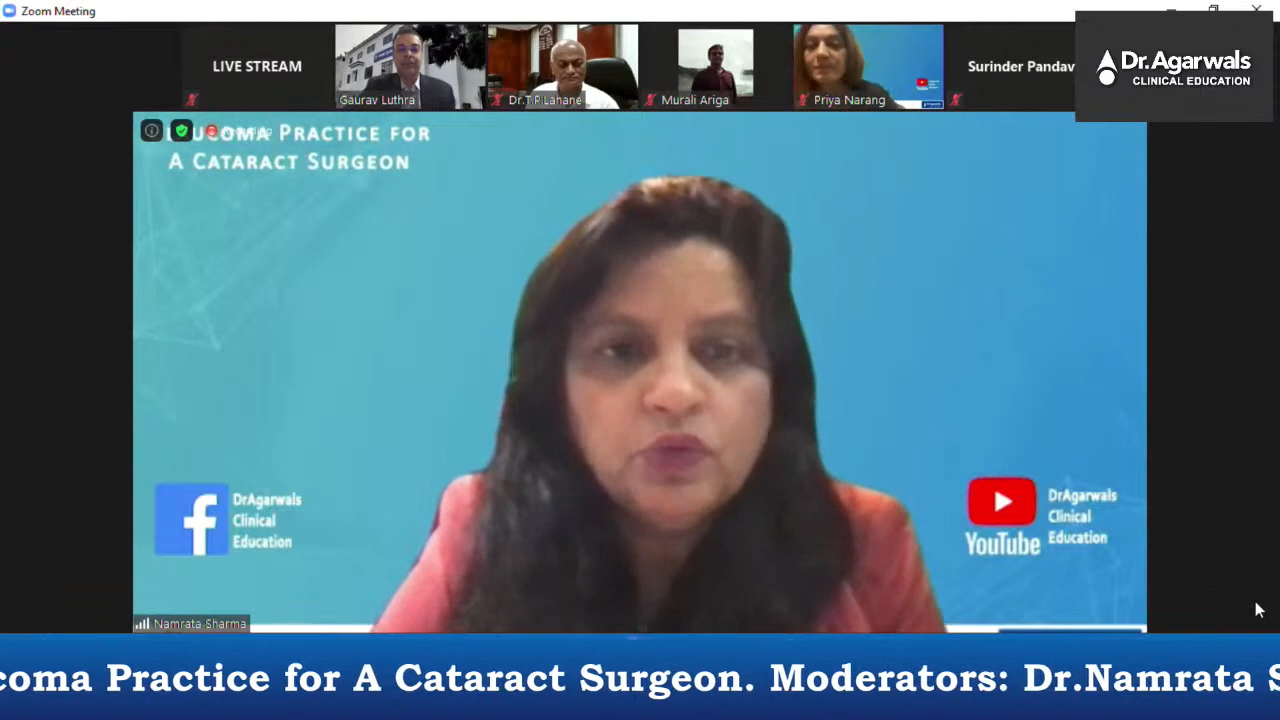 Zoom Meeting
LIVE STREAM
Gaurav Luthra
Dr.T.P.Lahane
Murali Ariga
Priya Narang
Surinder Pandav
Dr.Agarwals
CLINICAL EDUCATION
UCOMA PRACTICE FOR
A CATARACT SURGEON
DrAgarwals
Clinical
Education
YouTube
DrAgarwals
Clinical
Education
Namrata Sharma
coma Practice for A Cataract Surgeon. Moderators: Dr.Namrata S